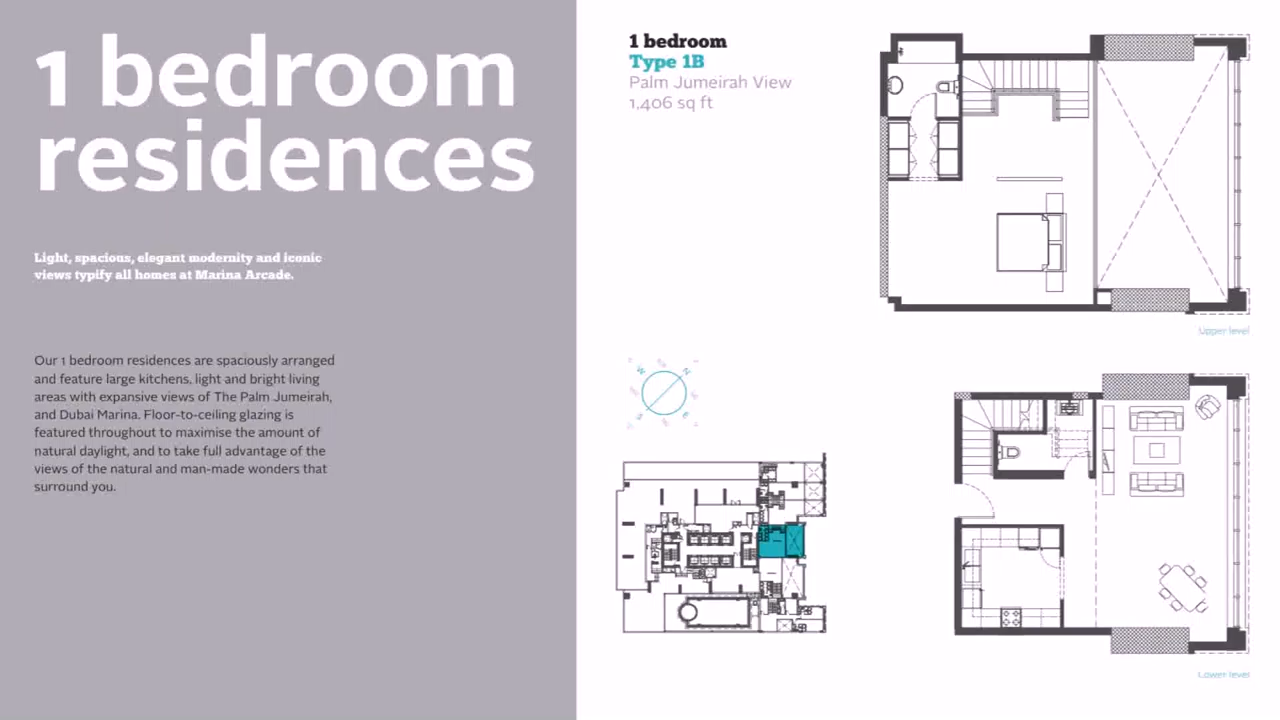 1 bedroom
residences
Light, spacious, elegant modernity and iconic
views typify all homes at Marina Arcade.
Our 1 bedroom residences are spaciously arranged
and feature large kitchens, light and bright living
areas with expansive views of The Palm Jumeirah,
and Dubai Marina. Floor-to-ceiling glazing is
featured throughout to maximise the amount of
natural daylight, and to take full advantage of the
views of the natural and man-made wonders that
surround you.
1 bedroom
Type 1B
Palm Jumeirah View
1,406 sq ft
Upper level
W
N
S
E
Lower level